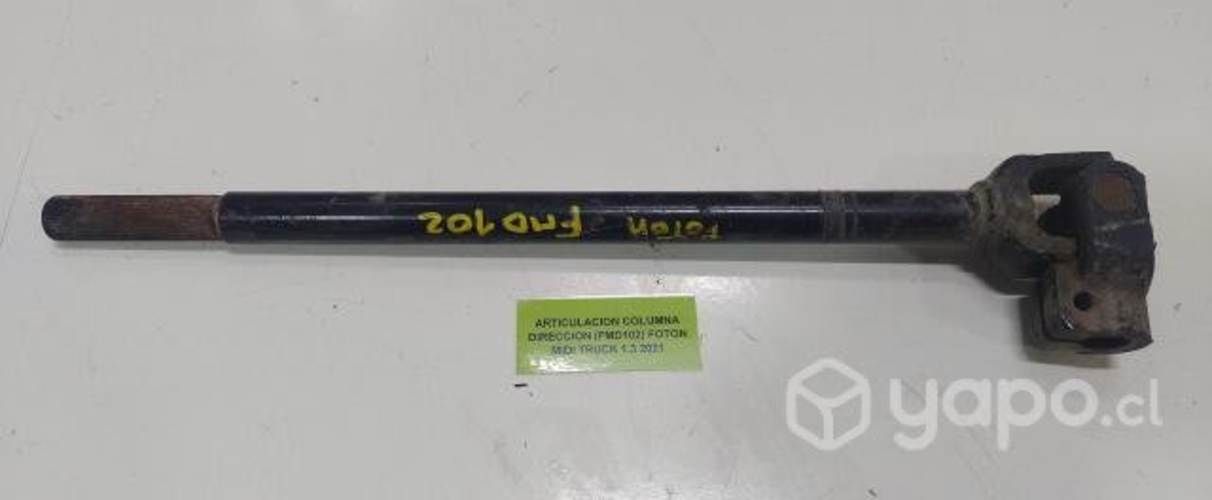 FOTON FMD102
ARTICULACION COLUMNA
DIRECCION (FMD102) FOTON
MIDI TRUCK 1.3 2021
yapo.cl